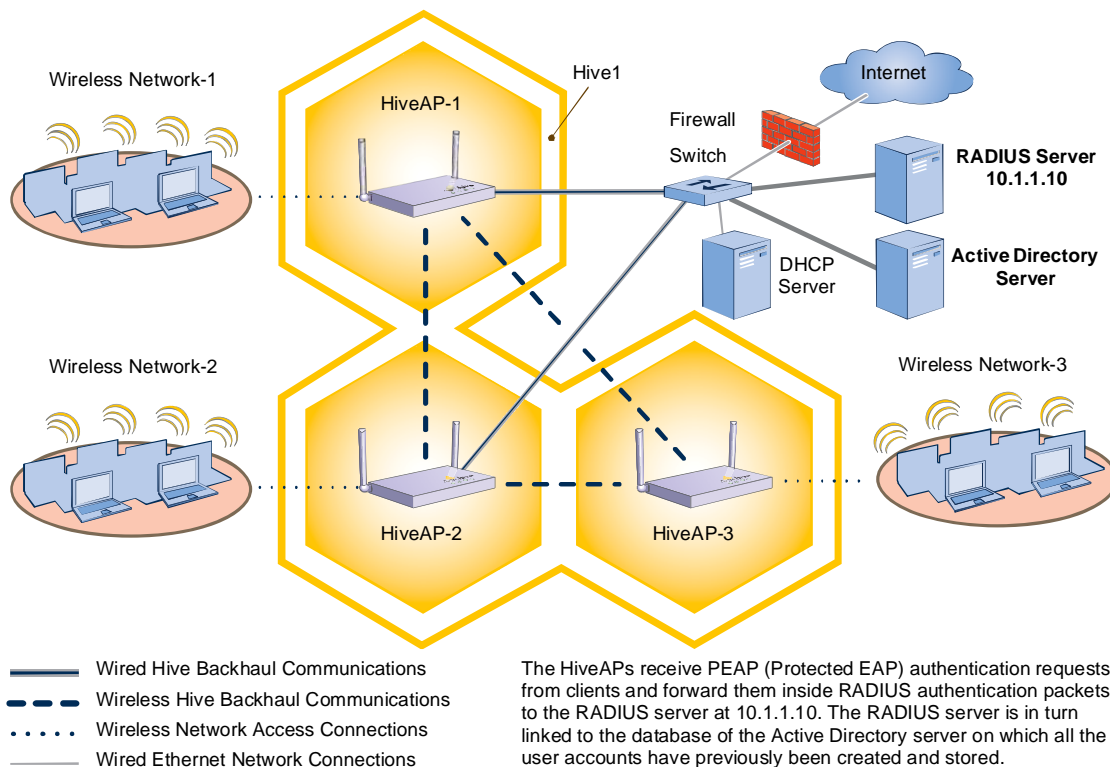 Wireless Network-1
HiveAP-1
Hive1
Internet
Firewall
Switch
RADIUS Server
10.1.1.10
DHCP
Server
Active Directory
Server
Wireless Network-2
HiveAP-2
HiveAP-3
Wireless Network-3
Wired Hive Backhaul Communications
Wireless Hive Backhaul Communications
Wireless Network Access Connections
Wired Ethernet Network Connections
The HiveAPs receive PEAP (Protected EAP) authentication requests
from clients and forward them inside RADIUS authentication packets
to the RADIUS server at 10.1.1.10. The RADIUS server is in turn
linked to the database of the Active Directory server on which all the
user accounts have previously been created and stored.